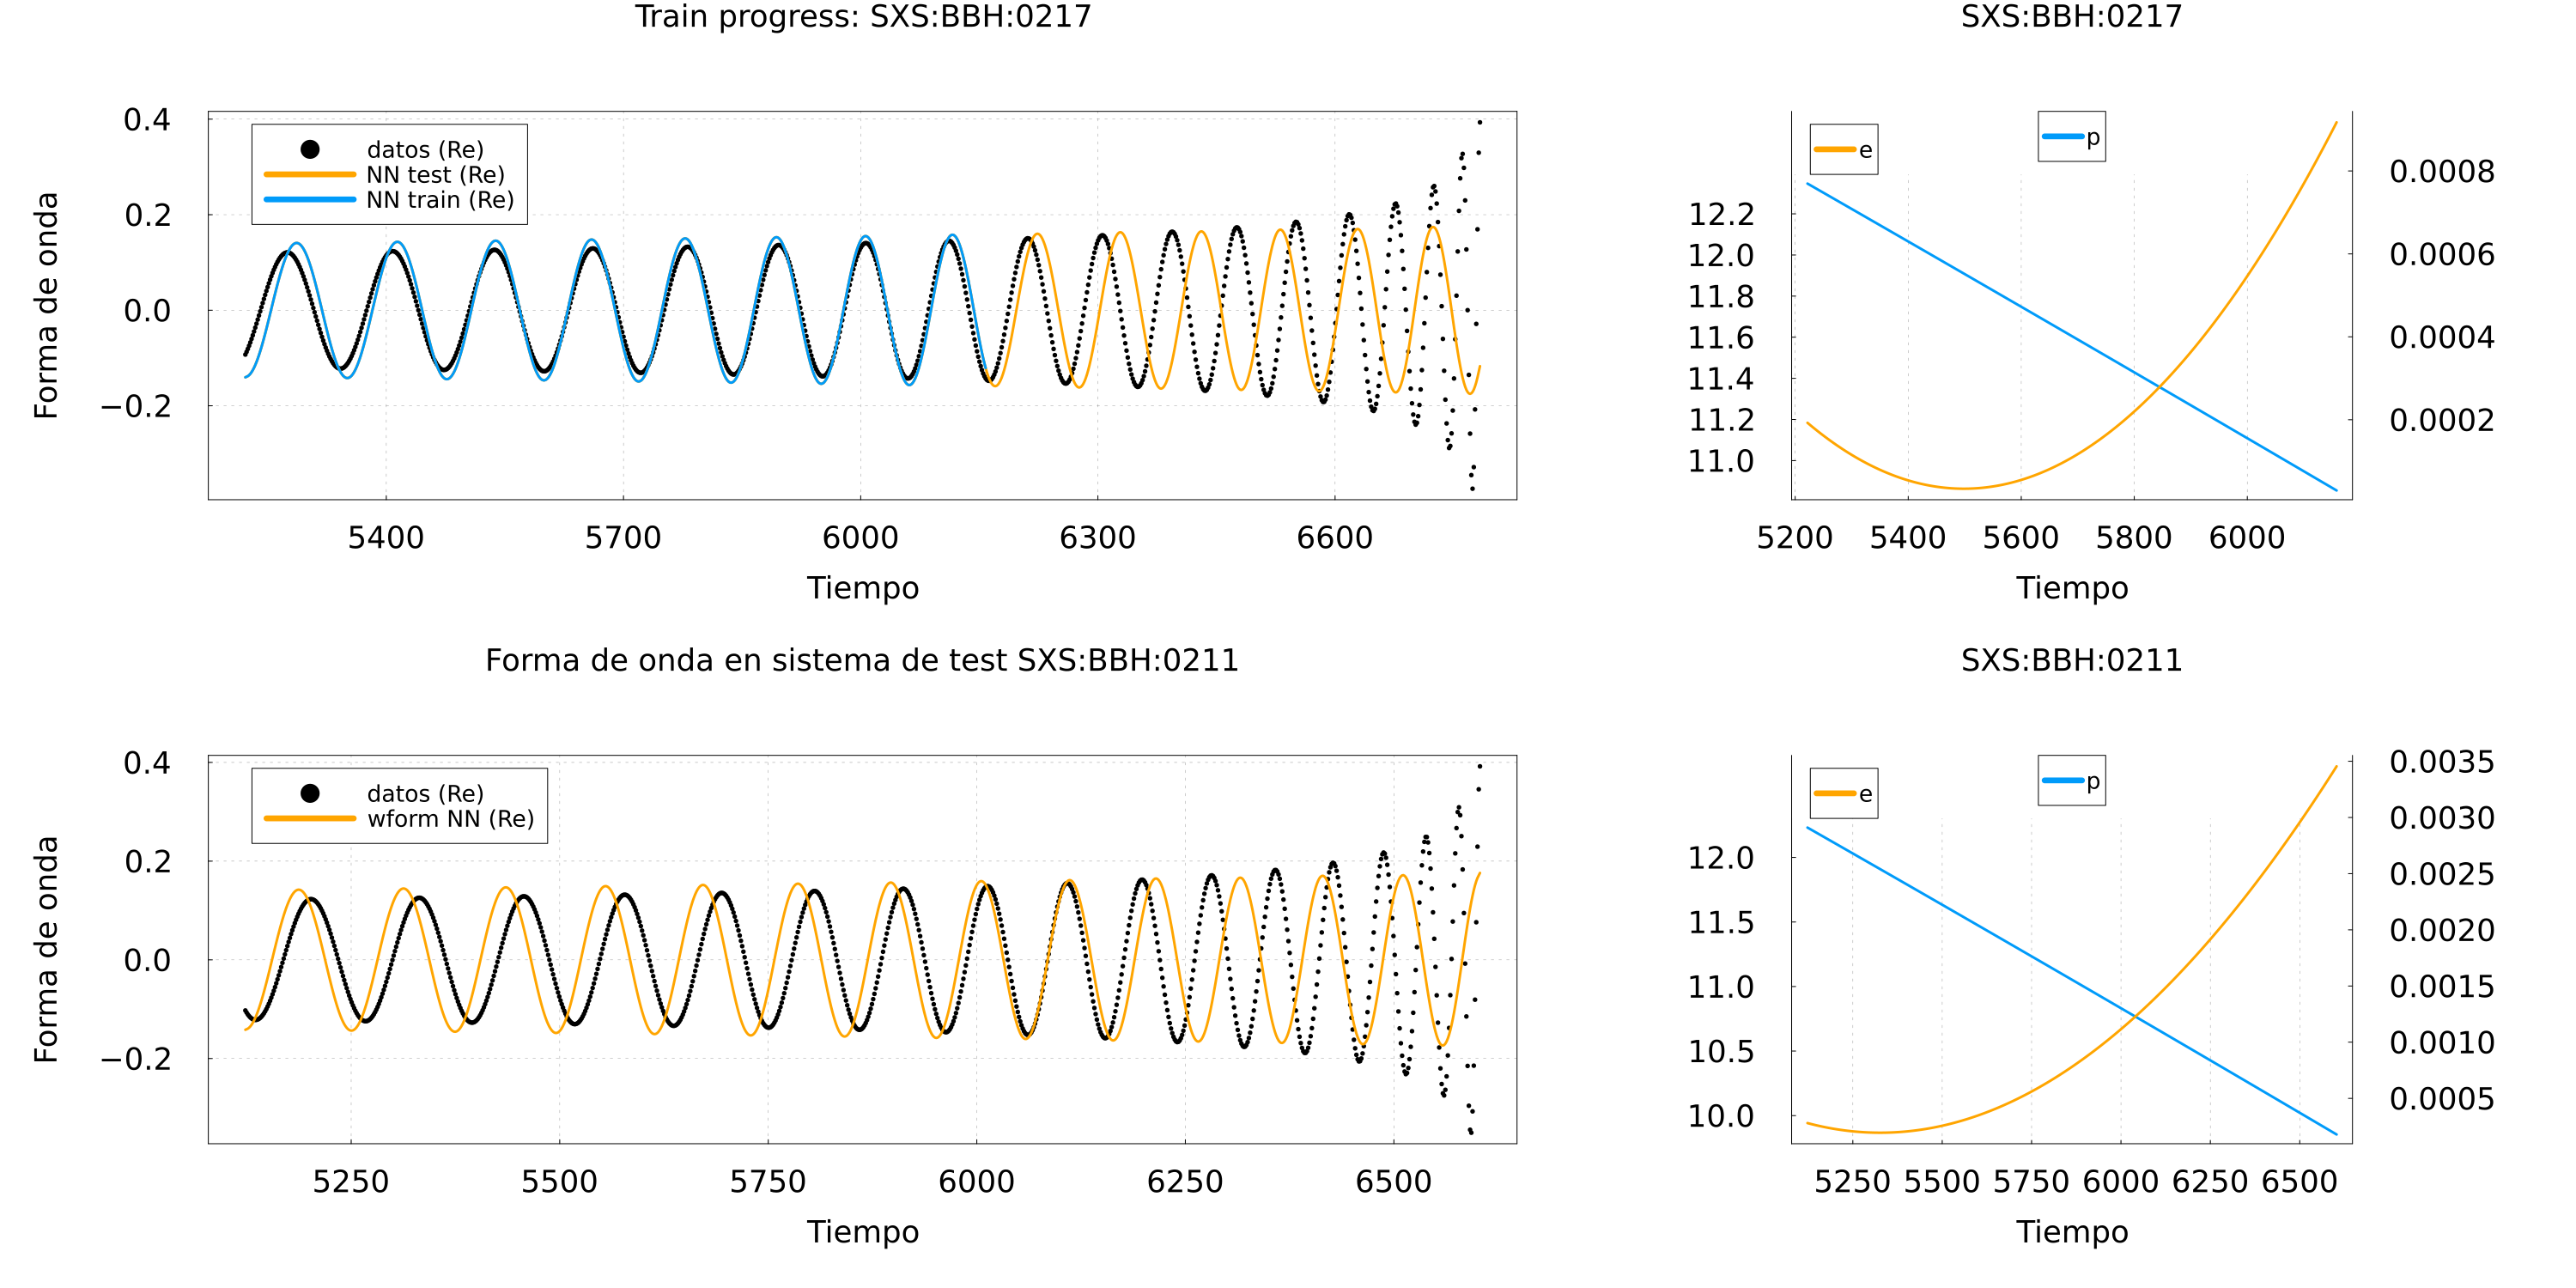 Train progress: SXS:BBH:0217
datos (Re)
NN test (Re)
NN train (Re)
Forma de onda
0.4
0.2
0.0
−0.2
5400 5700 6000 6300 6600
Tiempo
SXS:BBH:0217
e
p
12.2
12.0
11.8
11.6
11.4
11.2
11.0
0.0008
0.0006
0.0004
0.0002
5200 5400 5600 5800 6000
Tiempo
Forma de onda en sistema de test SXS:BBH:0211
datos (Re)
wform NN (Re)
Forma de onda
0.4
0.2
0.0
−0.2
5250 5500 5750 6000 6250 6500
Tiempo
SXS:BBH:0211
e
p
12.0
11.5
11.0
10.5
10.0
0.0035
0.0030
0.0025
0.0020
0.0015
0.0010
0.0005
5250 5500 5750 6000 6250 6500
Tiempo